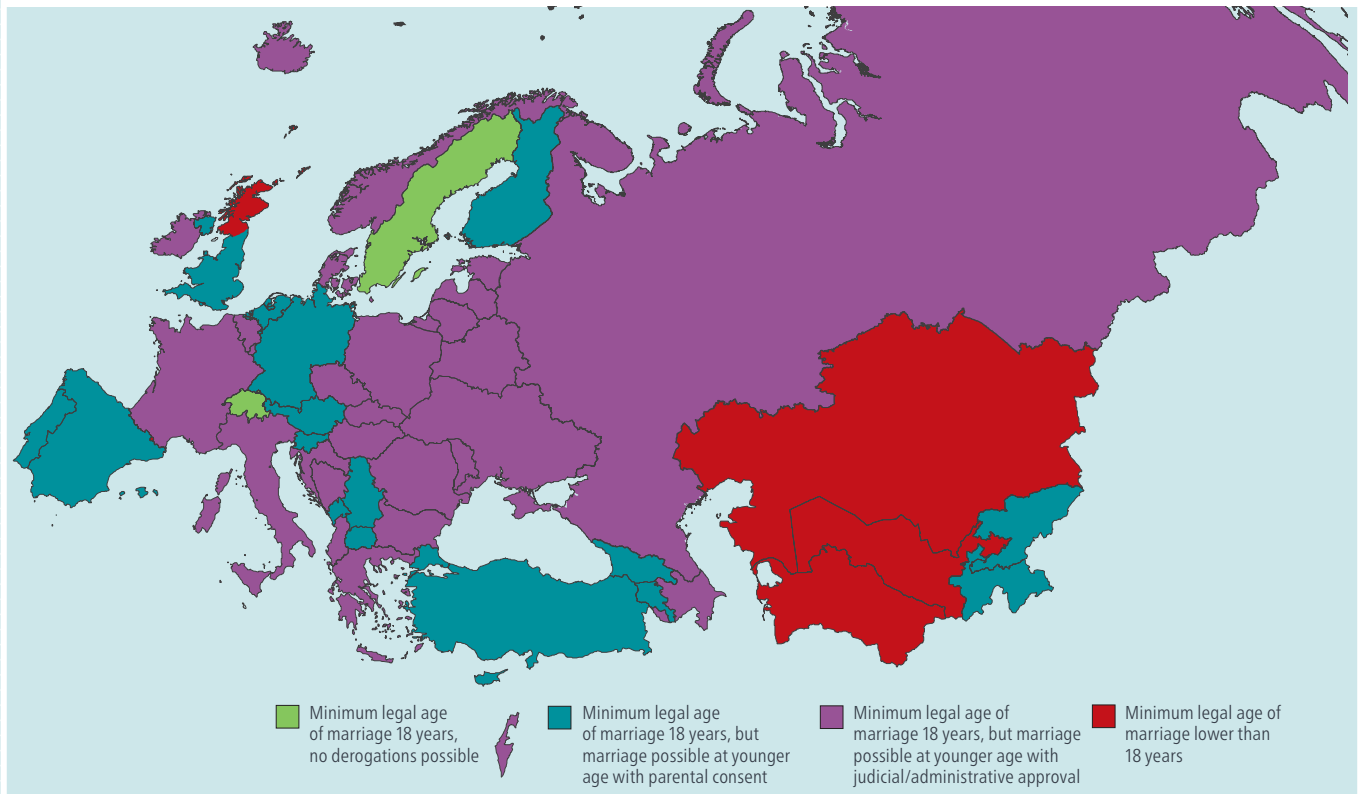 Minimum legal age
of marriage 18 years,
no derogations possible
Minimum legal age
of marriage 18 years, but
marriage possible at younger
age with parental consent
Minimum legal age of
marriage 18 years, but marriage
possible at younger age with
judicial/administrative approval
Minimum legal age of
marriage lower than
18 years